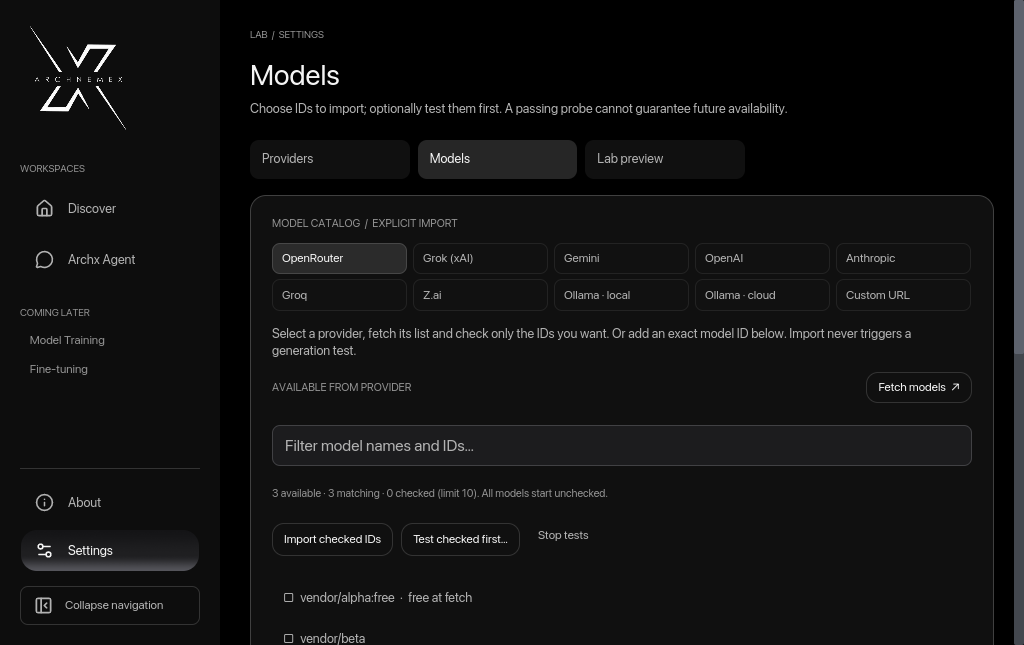 ARCHNEMEX
WORKSPACES
Discover
Archx Agent
COMING LATER
Model Training
Fine-tuning
About
Settings
Collapse navigation
LAB / SETTINGS
Models
Choose IDs to import; optionally test them first. A passing probe cannot guarantee future availability.
Providers
Models
Lab preview
MODEL CATALOG / EXPLICIT IMPORT
OpenRouter
Grok (xAI)
Gemini
OpenAI
Anthropic
Groq
Z.ai
Ollama · local
Ollama · cloud
Custom URL
Select a provider, fetch its list and check only the IDs you want. Or add an exact model ID below. Import never triggers a
generation test.
AVAILABLE FROM PROVIDER
Fetch models ↗
Filter model names and IDs...
3 available · 3 matching · 0 checked (limit 10). All models start unchecked.
Import checked IDs
Test checked first...
Stop tests
vendor/alpha:free · free at fetch
vendor/beta